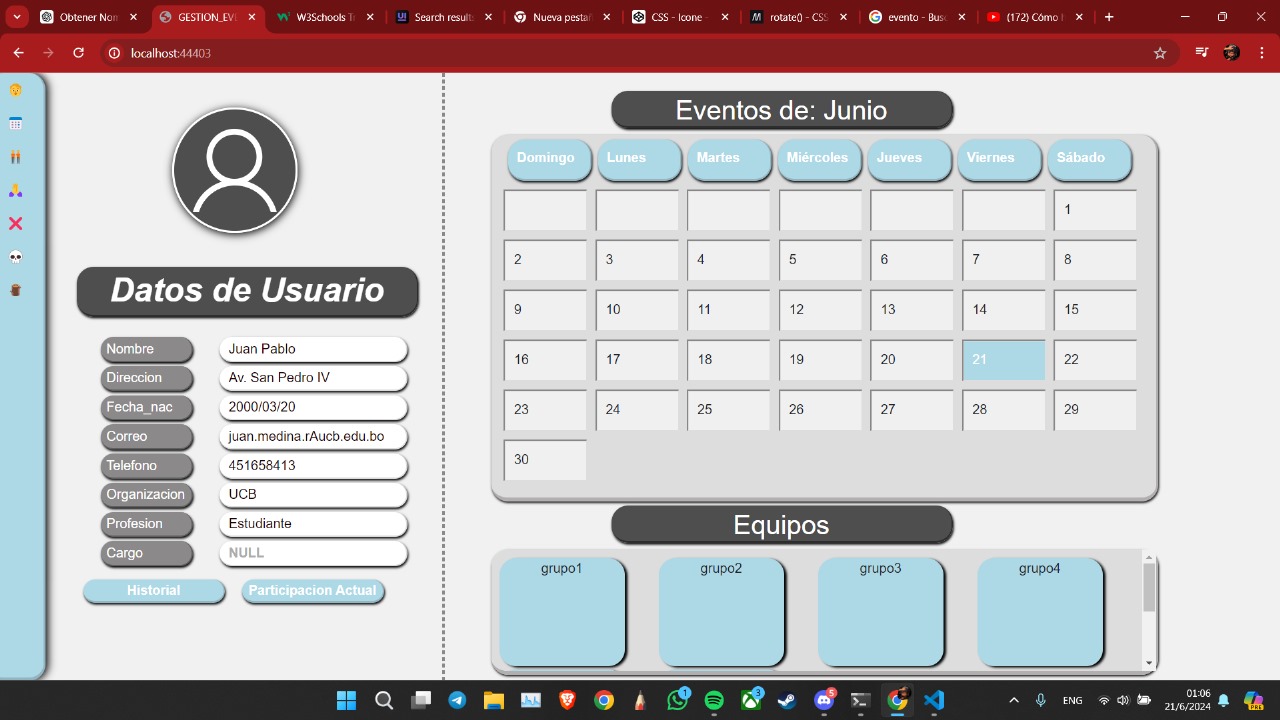 Obtener Nom
GESTION_EVE
W3Schools T
Search result
Nueva pestañ
CSS - Icone
rotate() - CSS
evento - Busc
(172) Cómo
localhost:44403
Datos de Usuario
Nombre Juan Pablo
Direccion Av. San Pedro IV
Fecha_nac 2000/03/20
Correo juan.medina.rAucb.edu.bo
Telefono 451658413
Organizacion UCB
Profesion Estudiante
Cargo NULL
Historial Participacion Actual
Eventos de: Junio
Domingo Lunes Martes Miércoles Jueves Viernes Sábado
1
2 3 4 5 6 7 8
9 10 11 12 13 14 15
16 17 18 19 20 21 22
23 24 25 26 27 28 29
30
Equipos
grupo1 grupo2 grupo3 grupo4
1 3 5
ENG
01:06
21/6/2024
PRE